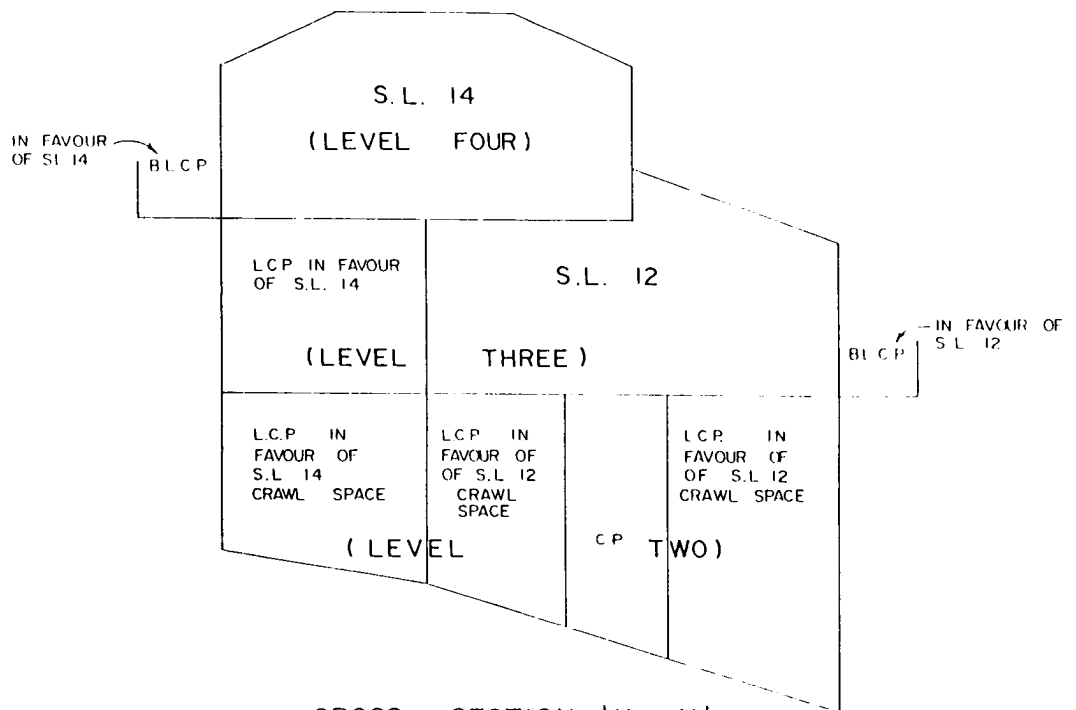 S.L. 14
(LEVEL FOUR)
IN FAVOUR
OF SL 14
BLCP
L.C.P IN FAVOUR
OF S.L. 14
S.L. 12
(LEVEL THREE)
BLCP
IN FAVOUR OF
S L 12
L.C.P IN
FAVOUR OF
S.L 14
CRAWL SPACE
L C P IN
FAVOUR OF
OF S.L 12
CRAWL
SPACE
L C P. IN
FAVOUR OF
OF S.L 12
CRAWL SPACE
(LEVEL TWO)
C P